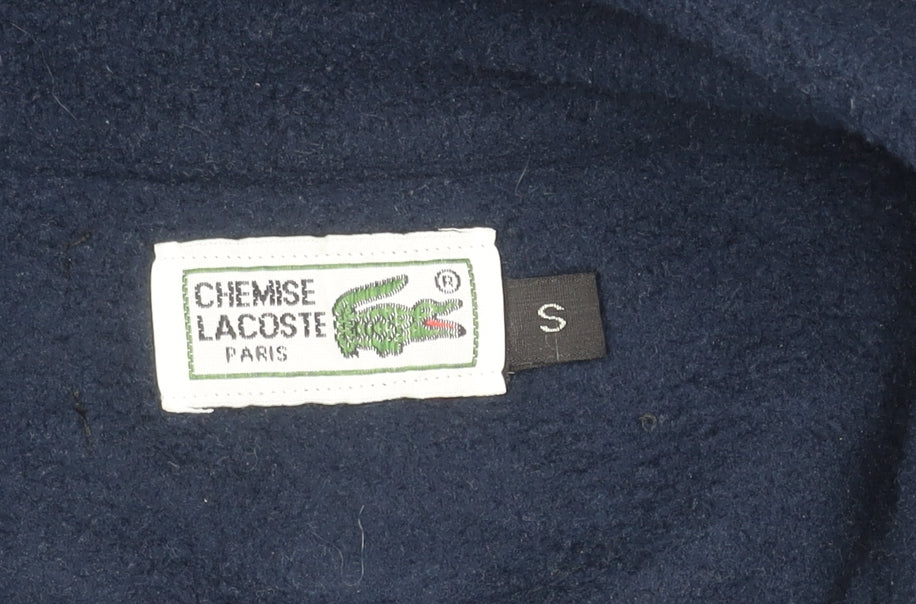 CHEMISE
LACOSTE
PARIS
®
S